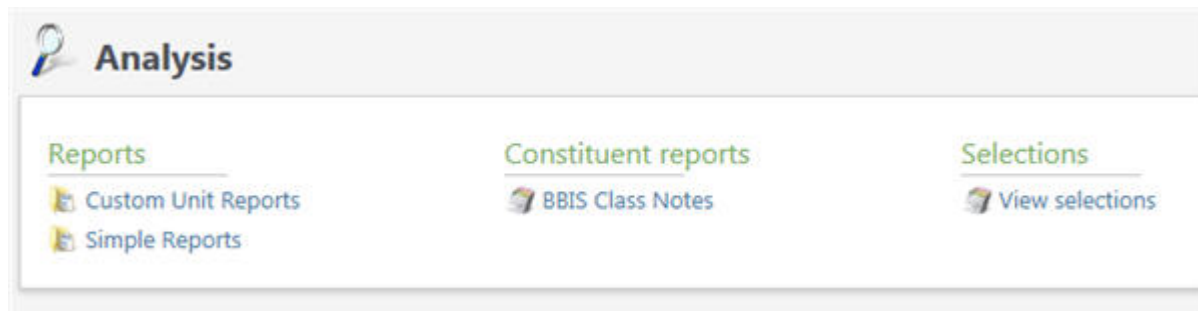 Analysis
Reports
Custom Unit Reports
Simple Reports
Constituent reports
BBIS Class Notes
Selections
View selections